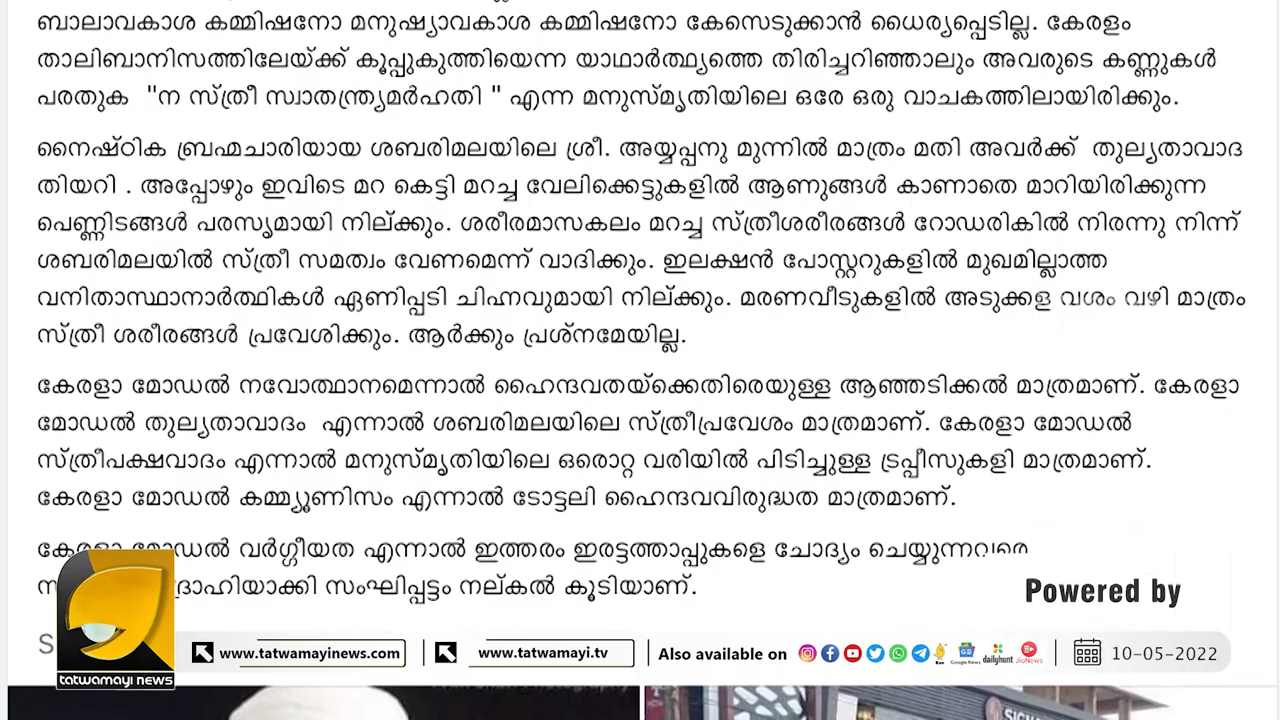 ബാലാവകാശ കമ്മിഷനോ മനുഷ്യാവകാശ കമ്മിഷനോ കേസെടുക്കാൻ ധൈര്യപ്പെടില്ല. കേരളം
താലിബാനിസത്തിലേയ്ക്ക് കൂപ്പുകുത്തിയെന്ന യാഥാർത്ഥ്യത്തെ തിരിച്ചറിഞ്ഞാലും അവരുടെ കണ്ണുകൾ
പരതുക "ന സ്ത്രീ സ്വാതന്ത്ര്യമർഹതി " എന്ന മനുസ്മൃതിയിലെ ഒരേ ഒരു വാചകത്തിലായിരിക്കും.
നൈഷ്ഠിക ബ്രഹ്മചാരിയായ ശബരിമലയിലെ ശ്രീ. അയ്യപ്പനു മുന്നിൽ മാത്രം മതി അവർക്ക് തുല്യതാവാദ
തിയറി . അപ്പോഴും ഇവിടെ മറ കെട്ടി മറച്ച വേലിക്കെട്ടുകളിൽ ആണുങ്ങൾ കാണാതെ മാറിയിരിക്കുന്ന
പെണ്ണിടങ്ങൾ പരസ്യമായി നില്ക്കും. ശരീരമാസകലം മറച്ച സ്ത്രീശരീരങ്ങൾ റോഡരികിൽ നിരന്നു നിന്ന്
ശബരിമലയിൽ സ്ത്രീ സമത്വം വേണമെന്ന് വാദിക്കും. ഇലക്ഷൻ പോസ്റ്ററുകളിൽ മുഖമില്ലാത്ത
വനിതാസ്ഥാനാർത്ഥികൾ ഏണിപ്പടി ചിഹ്നവുമായി നില്ക്കും. മരണവീടുകളിൽ അടുക്കള വശം വഴി മാത്രം
സ്ത്രീ ശരീരങ്ങൾ പ്രവേശിക്കും. ആർക്കും പ്രശ്നമേയില്ല.
കേരളാ മോഡൽ നവോത്ഥാനമെന്നാൽ ഹൈന്ദവതയ്ക്കെതിരെയുള്ള ആഞ്ഞടിക്കൽ മാത്രമാണ്. കേരളാ
മോഡൽ തുല്യതാവാദം എന്നാൽ ശബരിമലയിലെ സ്ത്രീപ്രവേശം മാത്രമാണ്. കേരളാ മോഡൽ
സ്ത്രീപക്ഷവാദം എന്നാൽ മനുസ്മൃതിയിലെ ഒരൊറ്റ വരിയിൽ പിടിച്ചുള്ള ട്രപ്പീസുകളി മാത്രമാണ്.
കേരളാ മോഡൽ കമ്മ്യൂണിസം എന്നാൽ ടോട്ടലി ഹൈന്ദവവിരുദ്ധത മാത്രമാണ്.
കേരളാ മോഡൽ വർഗ്ഗീയത എന്നാൽ ഇത്തരം ഇരട്ടത്താപ്പുകളെ ചോദ്യം ചെയ്യുന്നവരെ
സംഘിപ്പട്ടം നല്കൽ കൂടിയാണ്.
Powered by
www.tatwamayinews.com www.tatwamayi.tv Also available on Koo Google News dailyhunt JioNews 10-05-2022
tatwamayi news